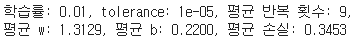 학습률: 0.01, tolerance: 1e-05, 평균 반복 횟수: 9,
평균 w: 1.3129, 평균 b: 0.2200, 평균 손실: 0.3453